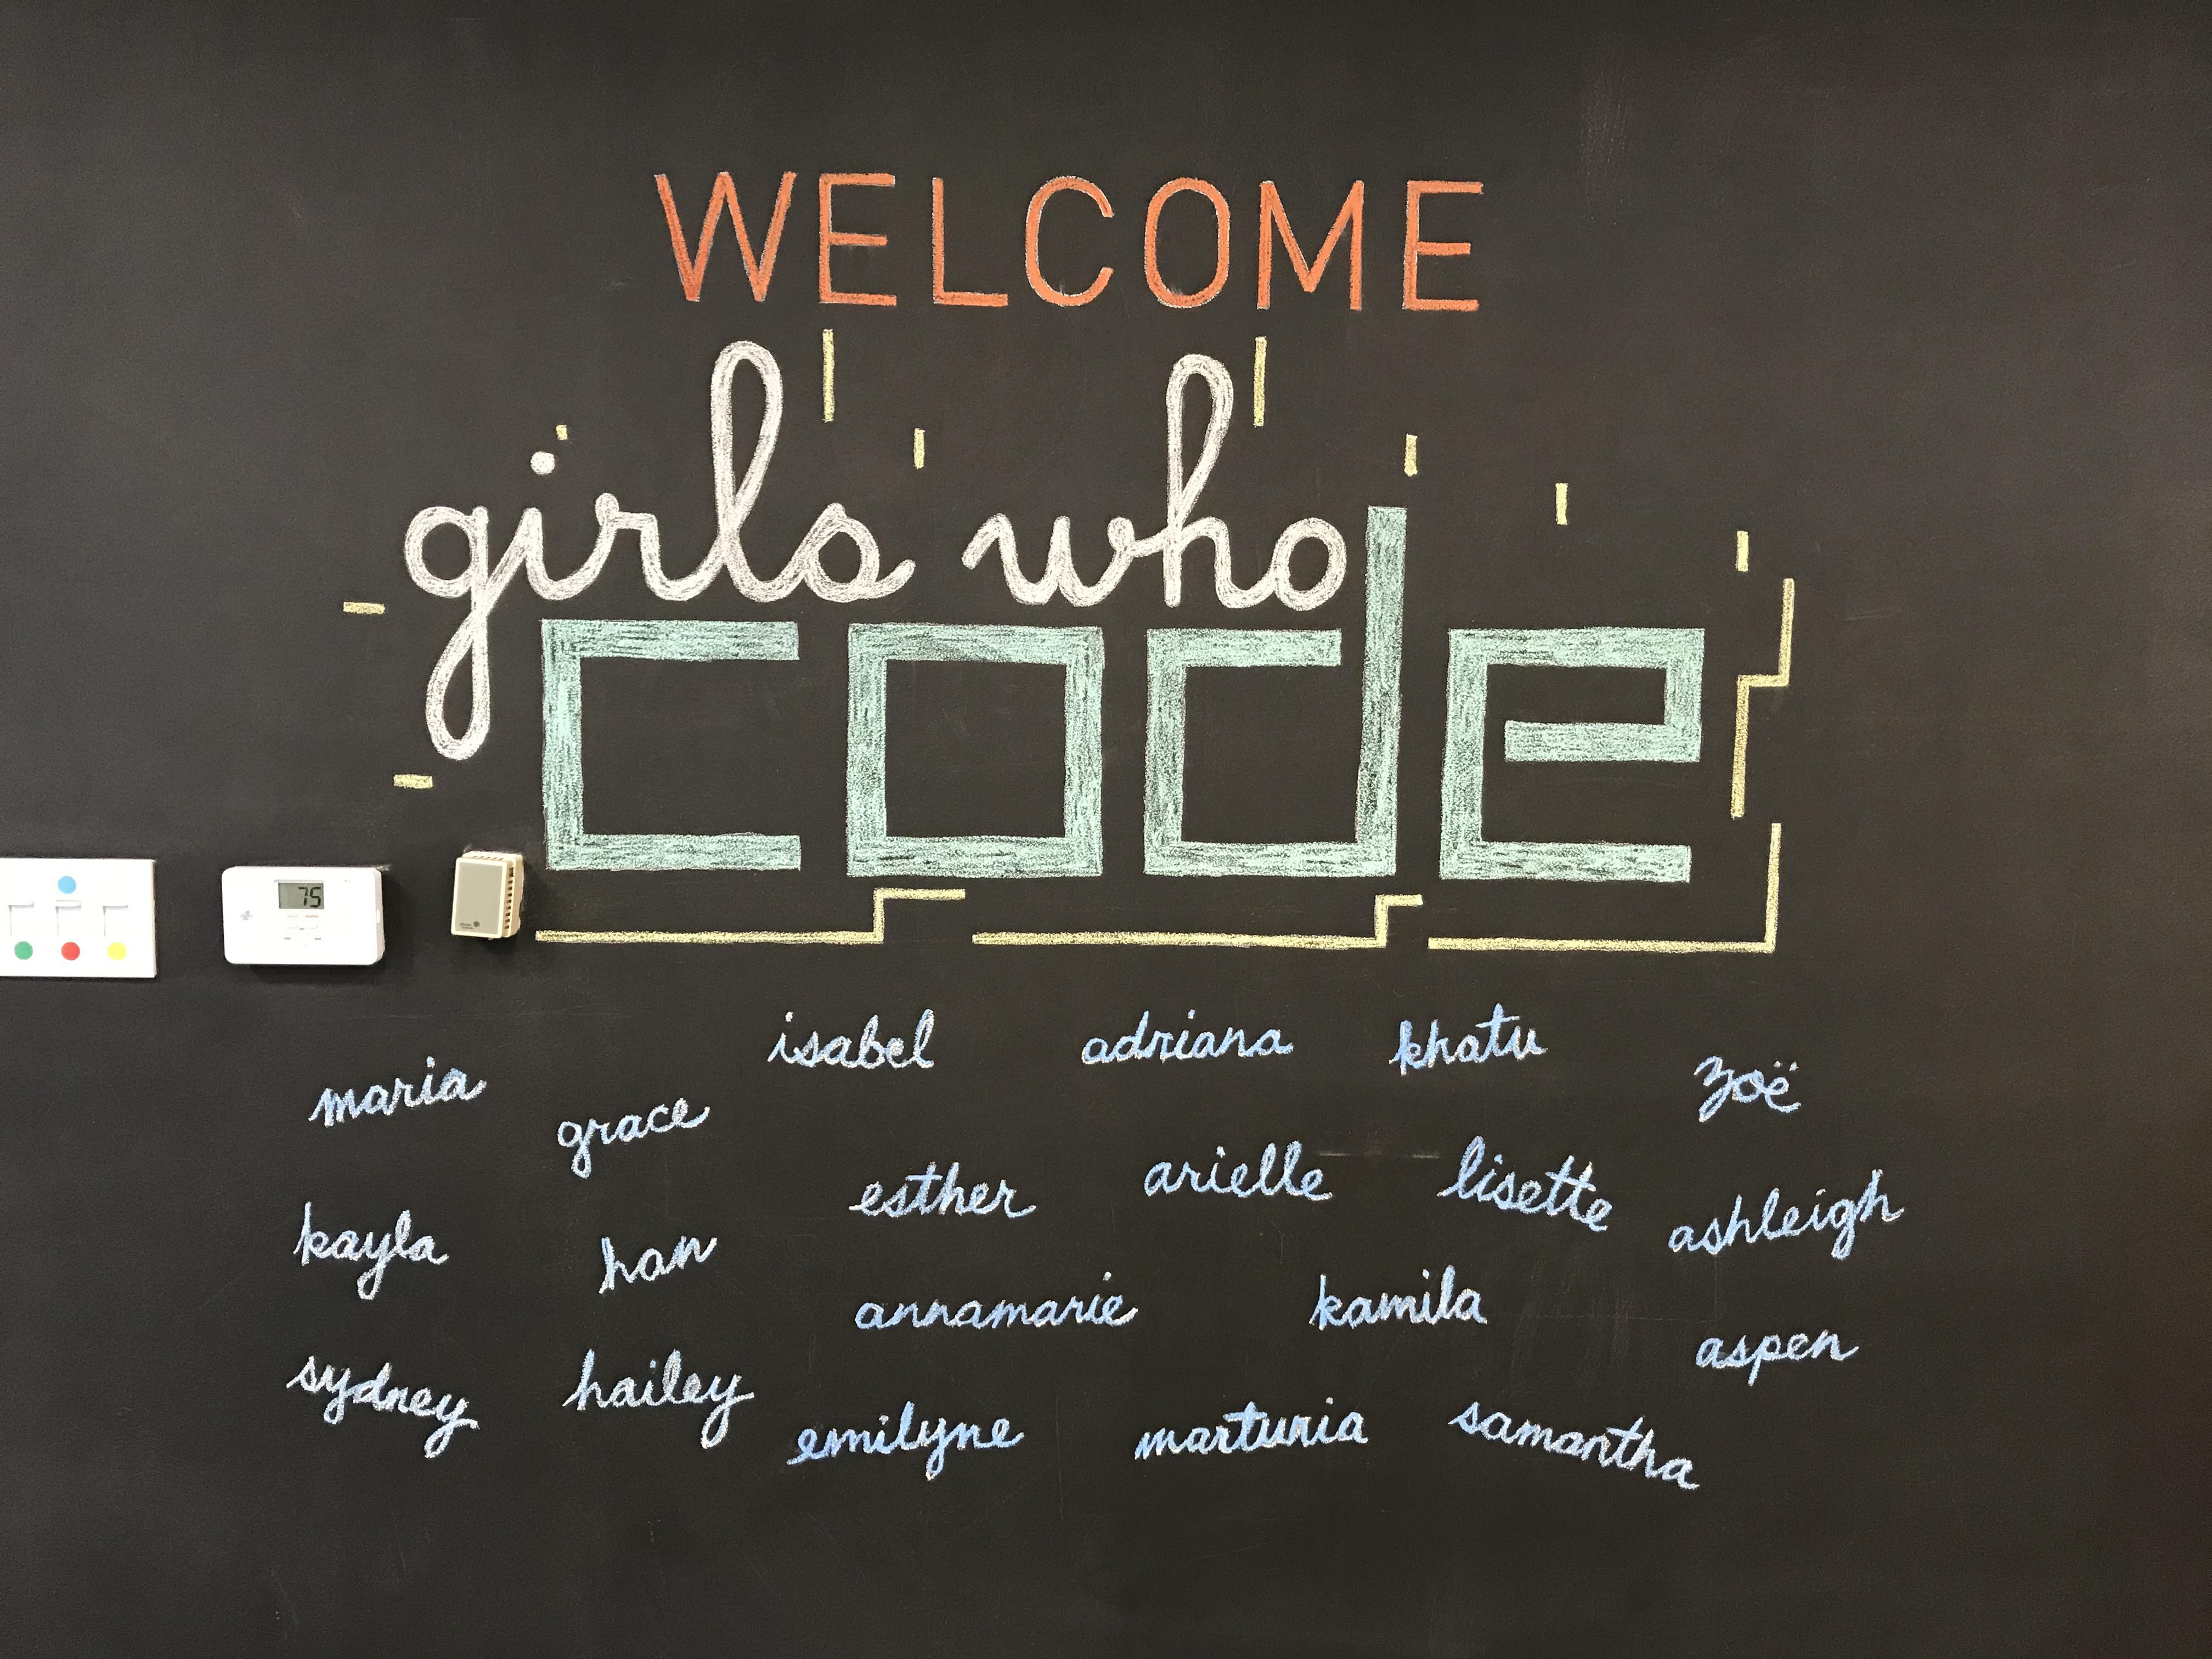 WELCOME
girls who
code
75
isabel adriana khatu
maria grace zoë
esther arielle lisette ashleigh
kayla han
annamarie kamila
aspen
sydney hailey
emilyne marturia samantha